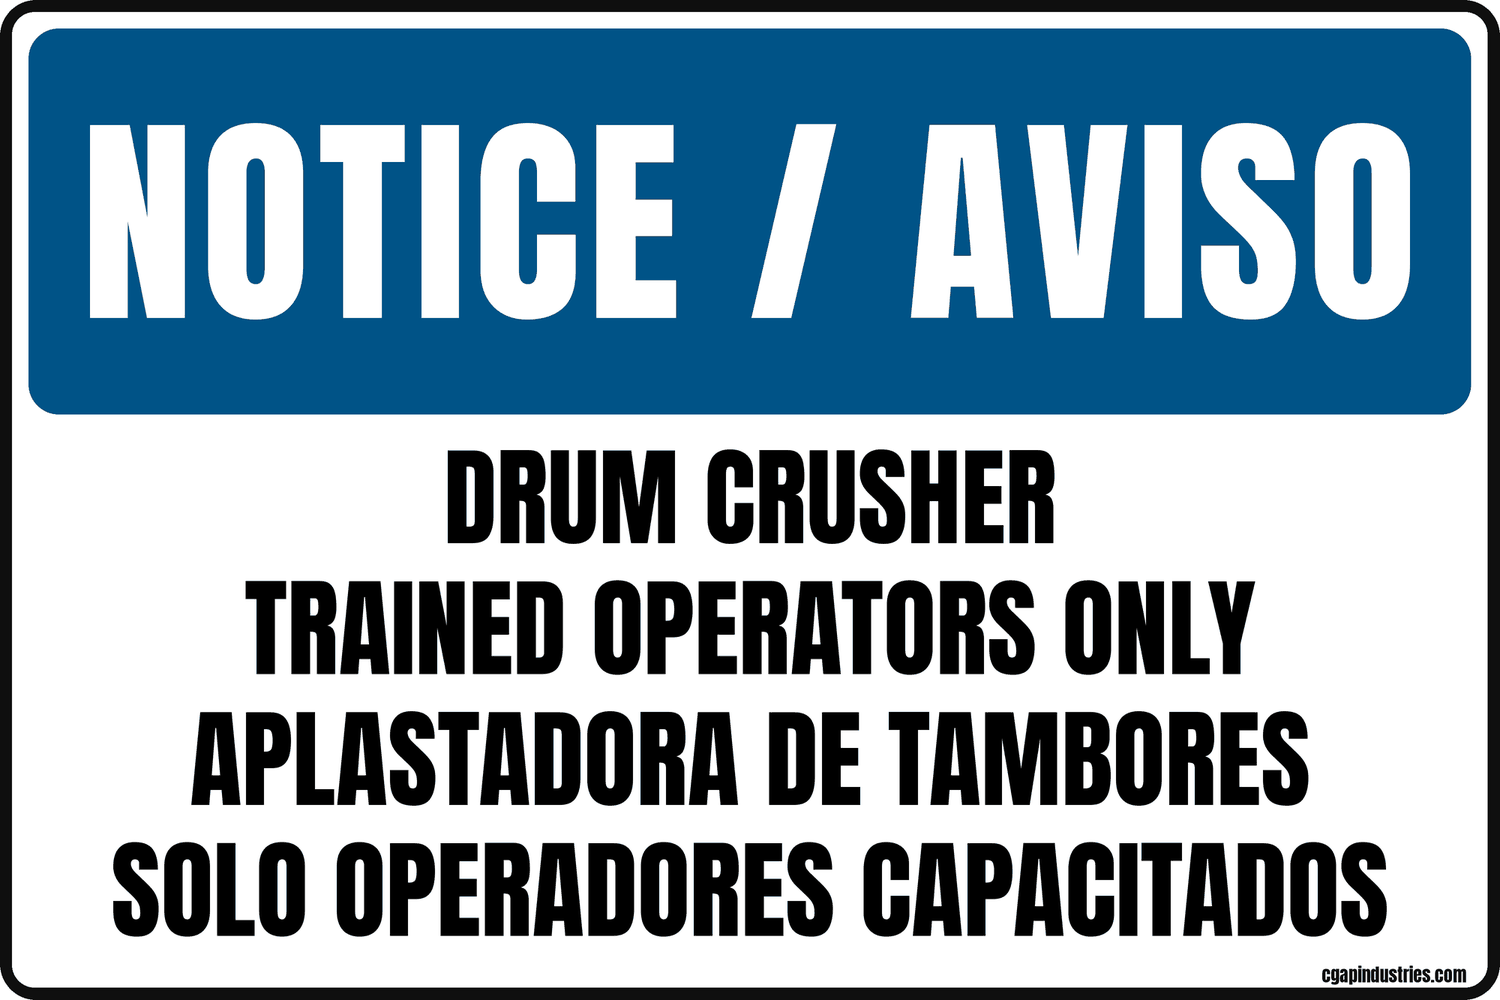 NOTICE / AVISO
DRUM CRUSHER
TRAINED OPERATORS ONLY
APLASTADORA DE TAMBORES
SOLO OPERADORES CAPACITADOS
cgapindustries.com